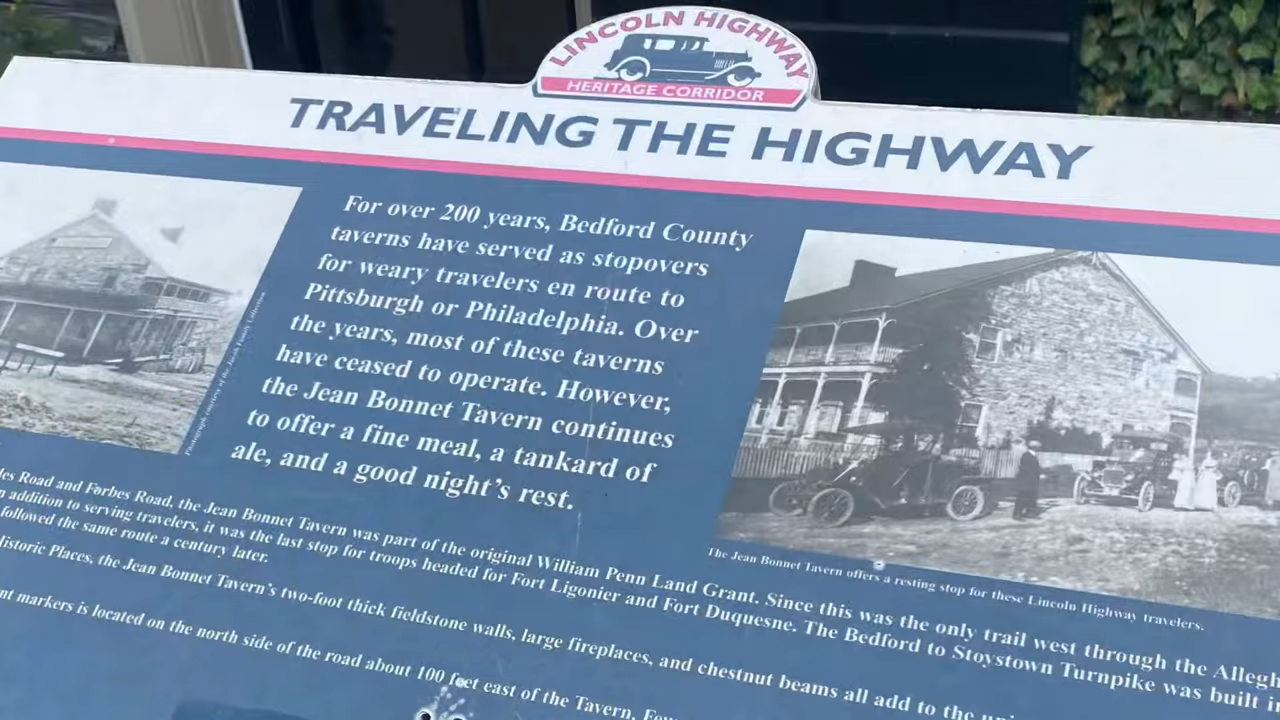 LINCOLN HIGHWAY
HERITAGE CORRIDOR
TRAVELING THE HIGHWAY
For over 200 years, Bedford County
taverns have served as stopovers
for weary travelers en route to
Pittsburgh or Philadelphia. Over
the years, most of these taverns
have ceased to operate. However,
the Jean Bonnet Tavern continues
to offer a fine meal, a tankard of
ale, and a good night's rest.
The Jean Bonnet Tavern offers a resting stop for these Lincoln Highway travelers.
Road and Forbes Road, the Jean Bonnet Tavern was part of the original William Penn Land Grant. Since this was the only trail west through the
addition to serving travelers, it was the last stop for troops headed for Fort Ligonier and Fort Duquesne. The Bedford to Stoystown Turnpike was built
followed the same route a century later.
Historic Places, the Jean Bonnet Tavern's two-foot thick fieldstone walls, large fireplaces, and chestnut beams all add to the
markers is located on the north side of the road about 100 feet east of the Tavern.